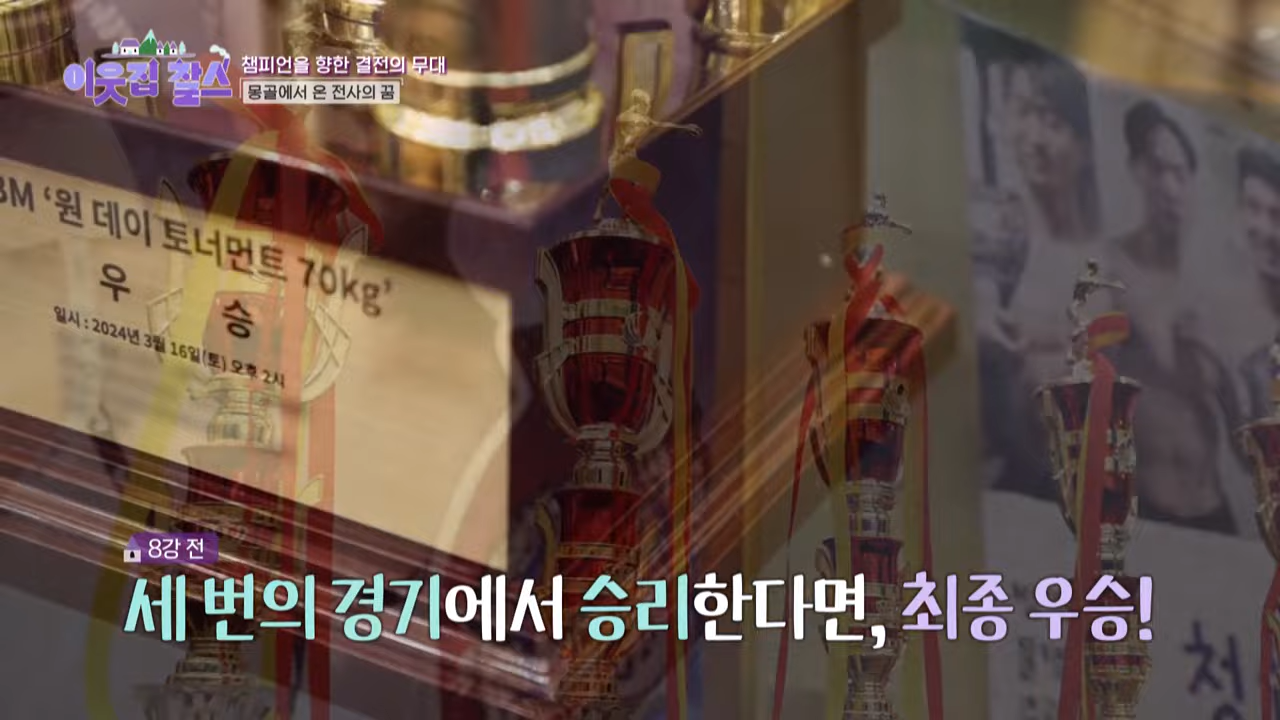 이웃집 찰스
챔피언을 향한 결전의 무대
몽골에서 온 전사의 꿈
BM ‘원 데이 토너먼트 70kg’
우 승
일시 : 2024년 3월 16일(토) 오후 2시
8강 전
세 번의 경기에서 승리한다면, 최종 우승!
청